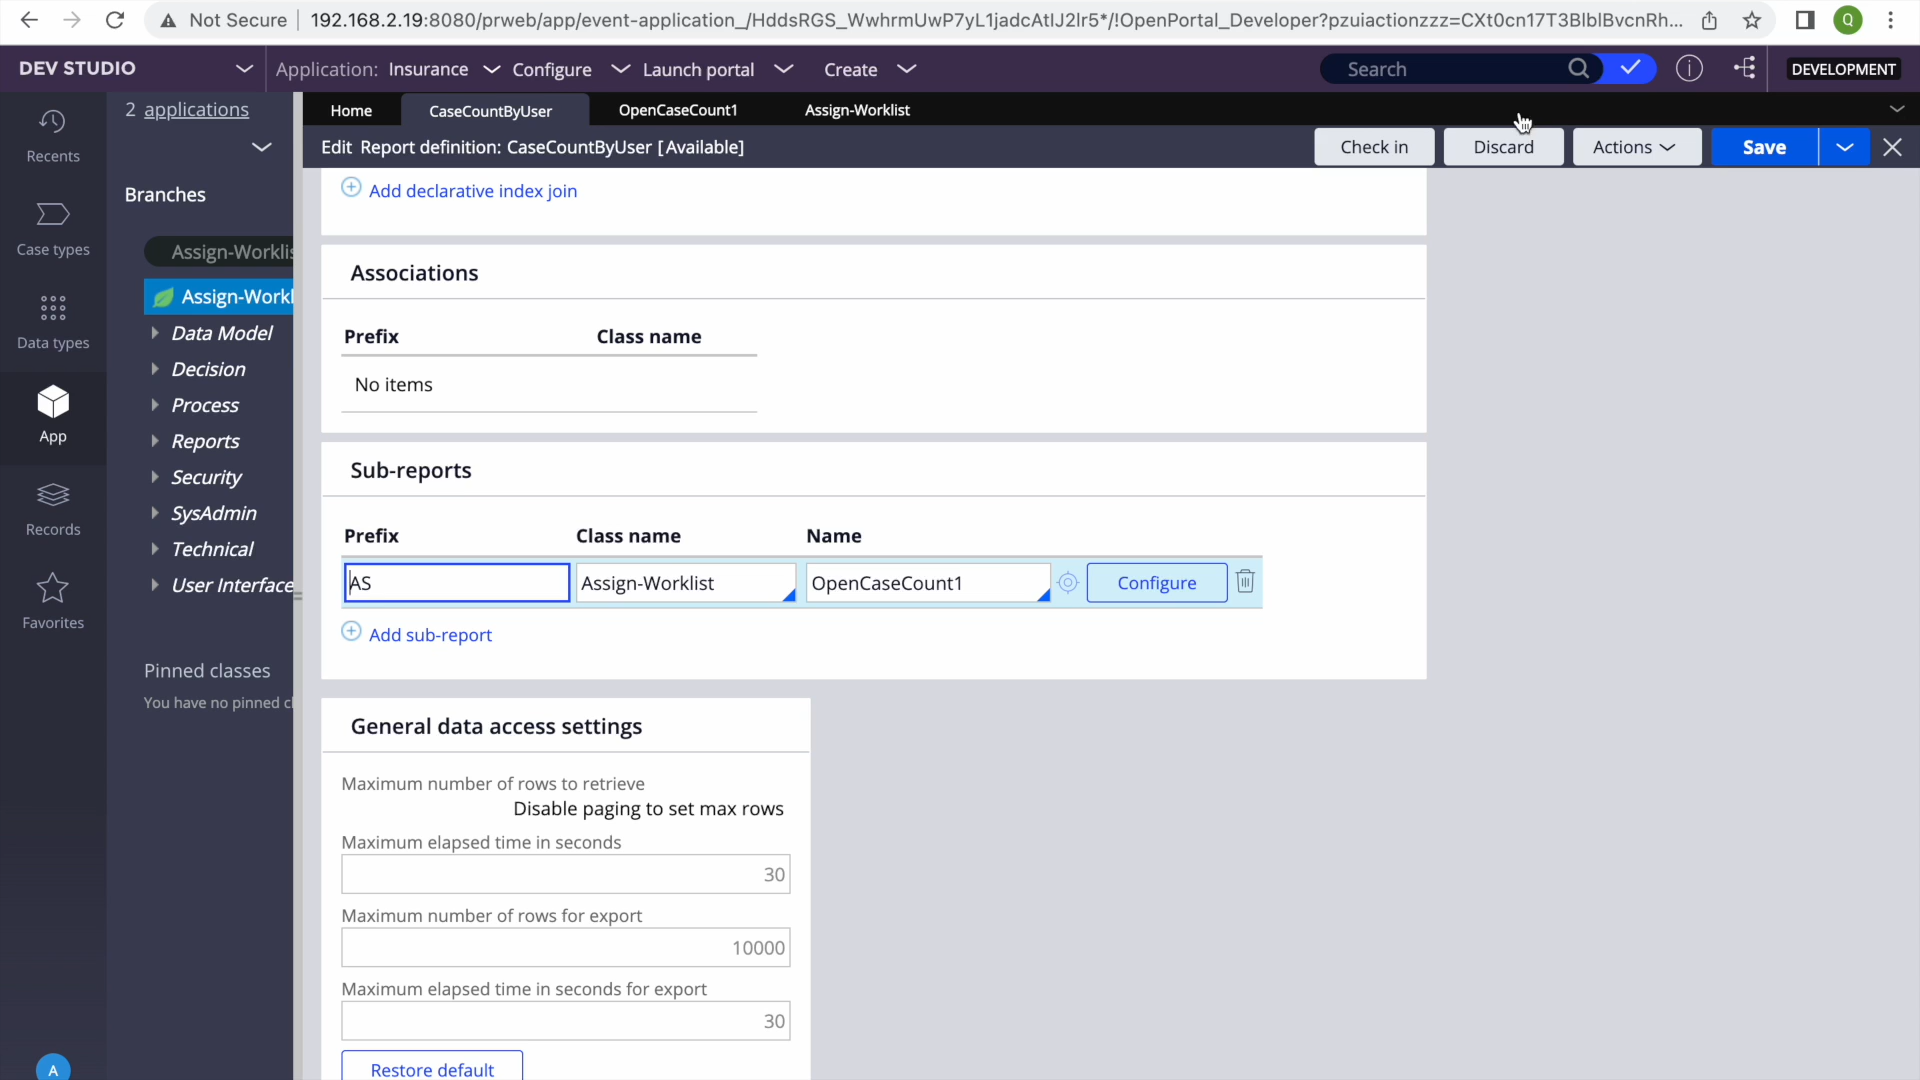 Not Secure
192.168.2.19:8080/prweb/app/event-application_/HddsRGS_WwhrmUwP7yL1jadcAtlJ2lr5*/!OpenPortal_Developer?pzuiactionzzz=CXt0cn17T3BlblBvcnRh...
Q
DEV STUDIO
Application: Insurance
Configure
Launch portal
Create
Search
DEVELOPMENT
Recents
Case types
Data types
App
Records
Favorites
A
2 applications
Branches
Assign-Worklis
Assign-Workl
Data Model
Decision
Process
Reports
Security
SysAdmin
Technical
User Interface
Pinned classes
You have no pinned cl
Home
CaseCountByUser
OpenCaseCount1
Assign-Worklist
Edit Report definition: CaseCountByUser [Available]
Check in
Discard
Actions
Save
Add declarative index join
Associations
Prefix Class name
No items
Sub-reports
Prefix Class name Name
AS Assign-Worklist OpenCaseCount1 Configure
Add sub-report
General data access settings
Maximum number of rows to retrieve
Disable paging to set max rows
Maximum elapsed time in seconds
30
Maximum number of rows for export
10000
Maximum elapsed time in seconds for export
30
Restore default